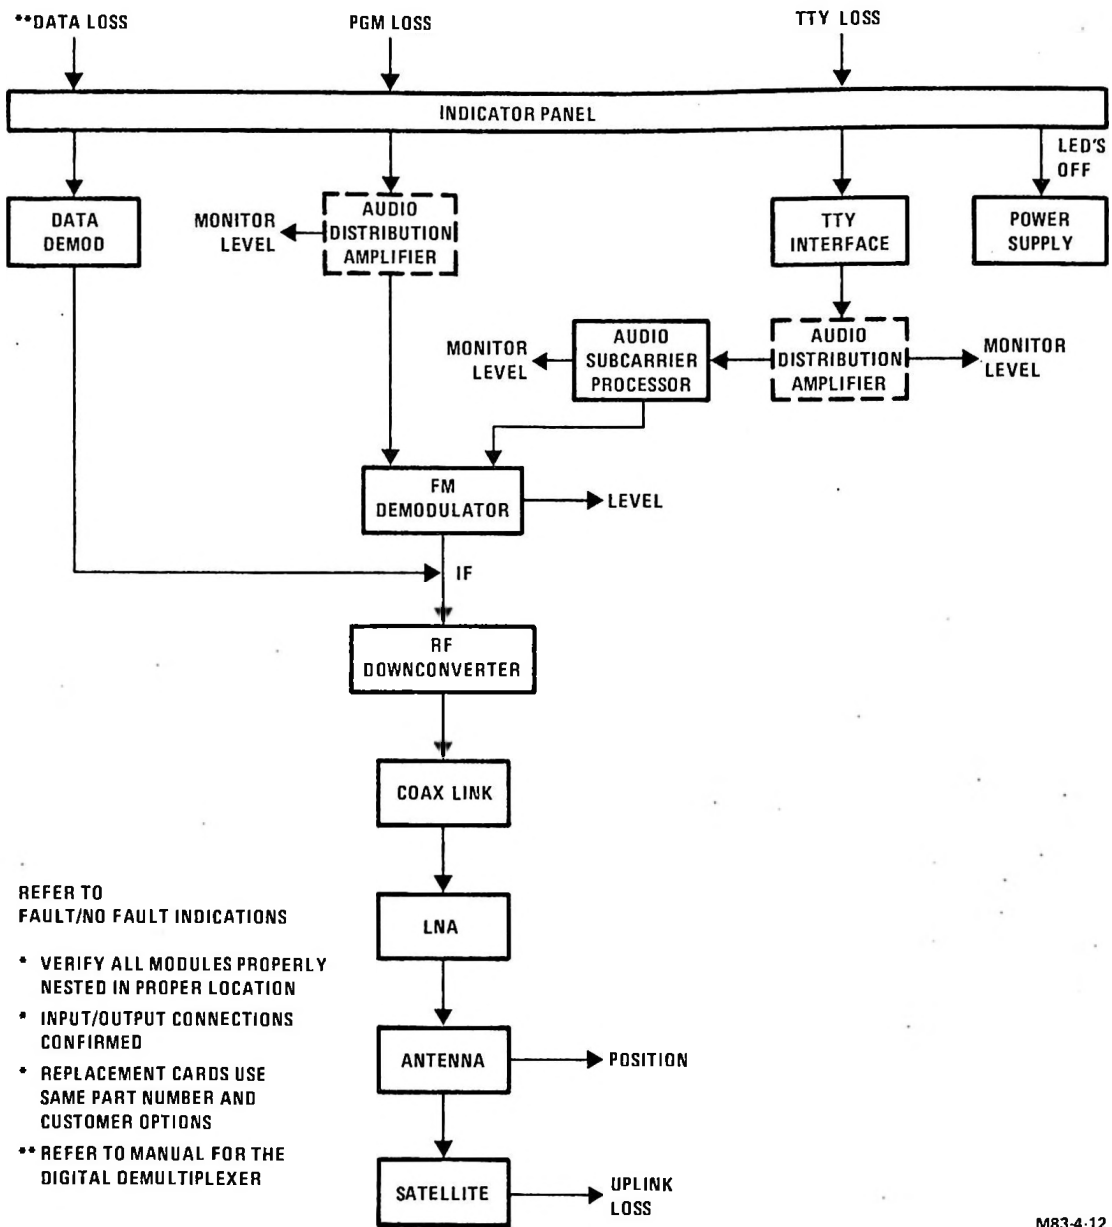 **DATA LOSS
PGM LOSS
TTY LOSS
INDICATOR PANEL
LED'S
OFF
DATA
DEMOD
MONITOR
LEVEL
AUDIO
DISTRIBUTION
AMPLIFIER
TTY
INTERFACE
POWER
SUPPLY
MONITOR
LEVEL
AUDIO
SUBCARRIER
PROCESSOR
AUDIO
DISTRIBUTION
AMPLIFIER
MONITOR
LEVEL
FM
DEMODULATOR
LEVEL
IF
RF
DOWNCONVERTER
COAX LINK
LNA
ANTENNA
POSITION
SATELLITE
UPLINK
LOSS
REFER TO
FAULT/NO FAULT INDICATIONS
* VERIFY ALL MODULES PROPERLY
NESTED IN PROPER LOCATION
* INPUT/OUTPUT CONNECTIONS
CONFIRMED
* REPLACEMENT CARDS USE
SAME PART NUMBER AND
CUSTOMER OPTIONS
** REFER TO MANUAL FOR THE
DIGITAL DEMULTIPLEXER
M83-4-12